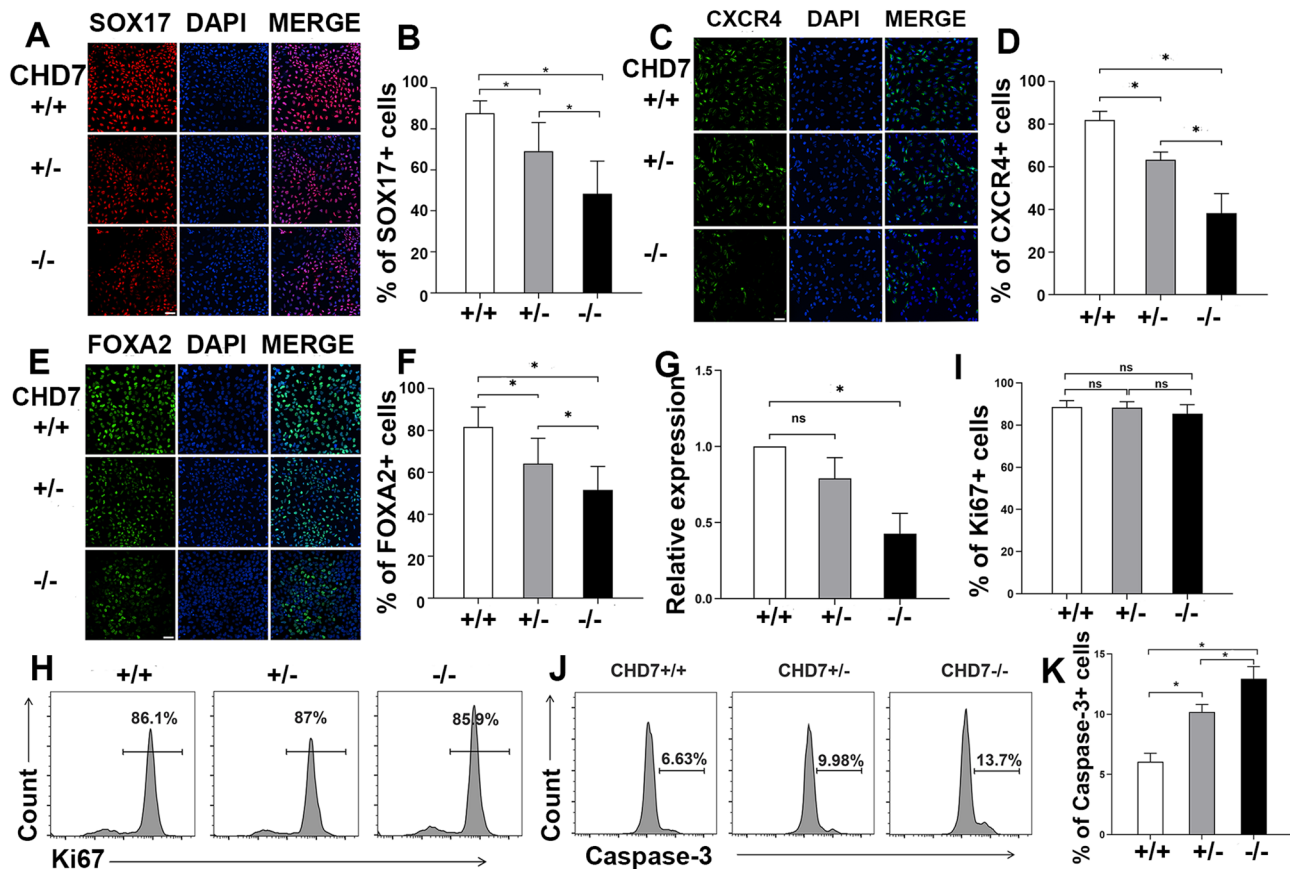 A
SOX17 DAPI MERGE
CHD7
+/+
+/-
-/-
B
% of SOX17+ cells
100
80
60
40
20
0
* * *
+/+ +/- -/-
C
CXCR4 DAPI MERGE
CHD7
+/+
+/-
-/-
D
% of CXCR4+ cells
100
80
60
40
20
0
* * *
+/+ +/- -/-
E
FOXA2 DAPI MERGE
CHD7
+/+
+/-
-/-
F
% of FOXA2+ cells
100
80
60
40
20
0
* * *
+/+ +/- -/-
G
Relative expression
1.5
1.0
0.5
0.0
*
ns
+/+ +/- -/-
I
% of Ki67+ cells
100
80
60
40
20
0
ns
ns ns
+/+ +/- -/-
H
+/+ +/- -/-
86.1% 87% 85.9%
Count
Ki67
J
CHD7+/+ CHD7+/- CHD7-/-
6.63% 9.98% 13.7%
Count
Caspase-3
K
% of Caspase-3+ cells
15
10
5
0
* * *
+/+ +/- -/-